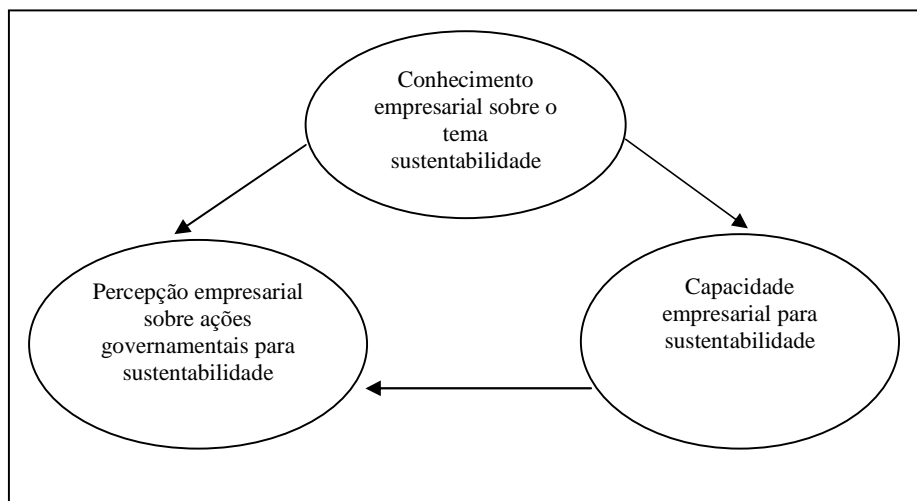 Conhecimento
empresarial sobre o
tema
sustentabilidade
Percepção empresarial
sobre ações
governamentais para
sustentabilidade
Capacidade
empresarial para
sustentabilidade